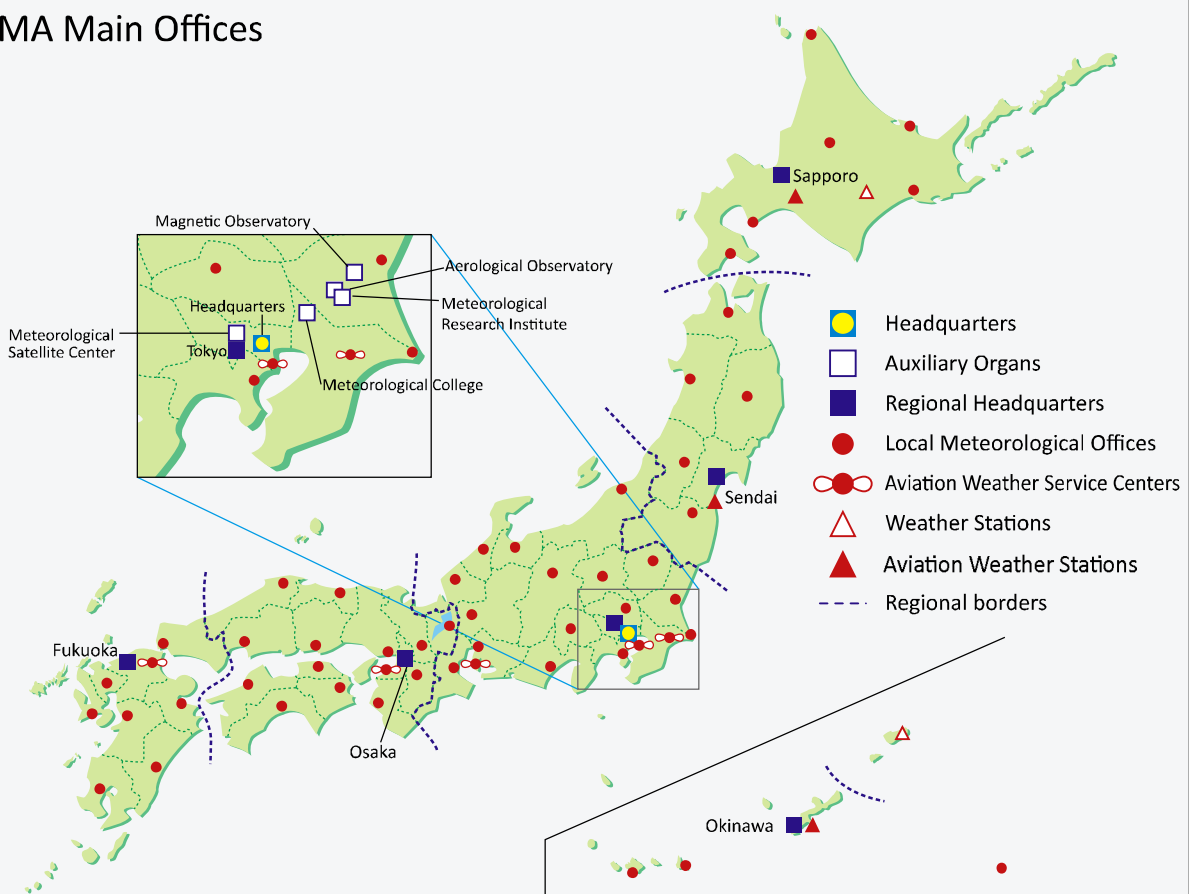 MA Main Offices
Sapporo
Magnetic Observatory
Aerological Observatory
Headquarters
Meteorological
Research Institute
Meteorological
Satellite Center
Tokyo
Meteorological College
Headquarters
Auxiliary Organs
Regional Headquarters
Local Meteorological Offices
Aviation Weather Service Centers
Weather Stations
Aviation Weather Stations
Regional borders
Sendai
Fukuoka
Osaka
Okinawa